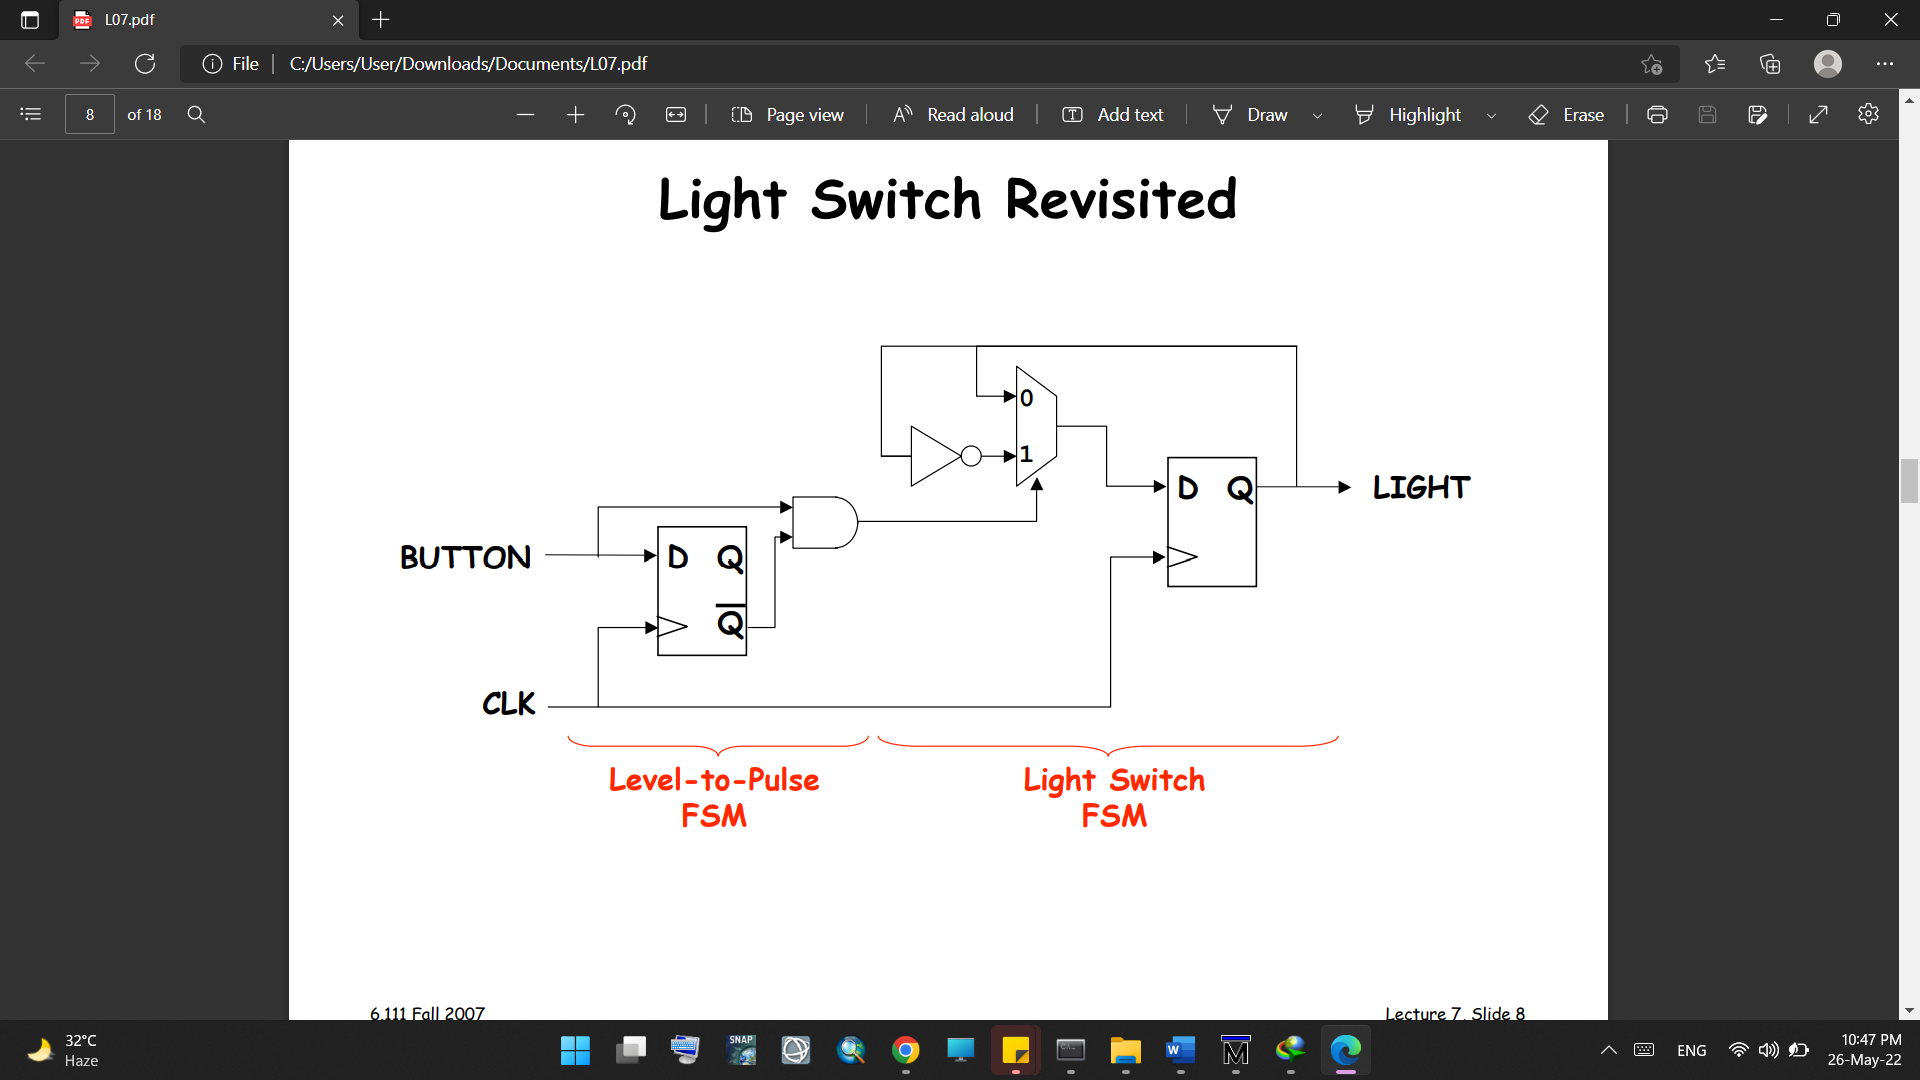 L07.pdf
File
C:/Users/User/Downloads/Documents/L07.pdf
8 of 18
Page view
Read aloud
Add text
Draw
Highlight
Erase
Light Switch Revisited
0
1
D Q
LIGHT
BUTTON
D Q
Q
CLK
Level-to-Pulse
FSM
Light Switch
FSM
6.111 Fall 2007
Lecture 7, Slide 8
32°C
Haze
SNAP
ENG
10:47 PM
26-May-22